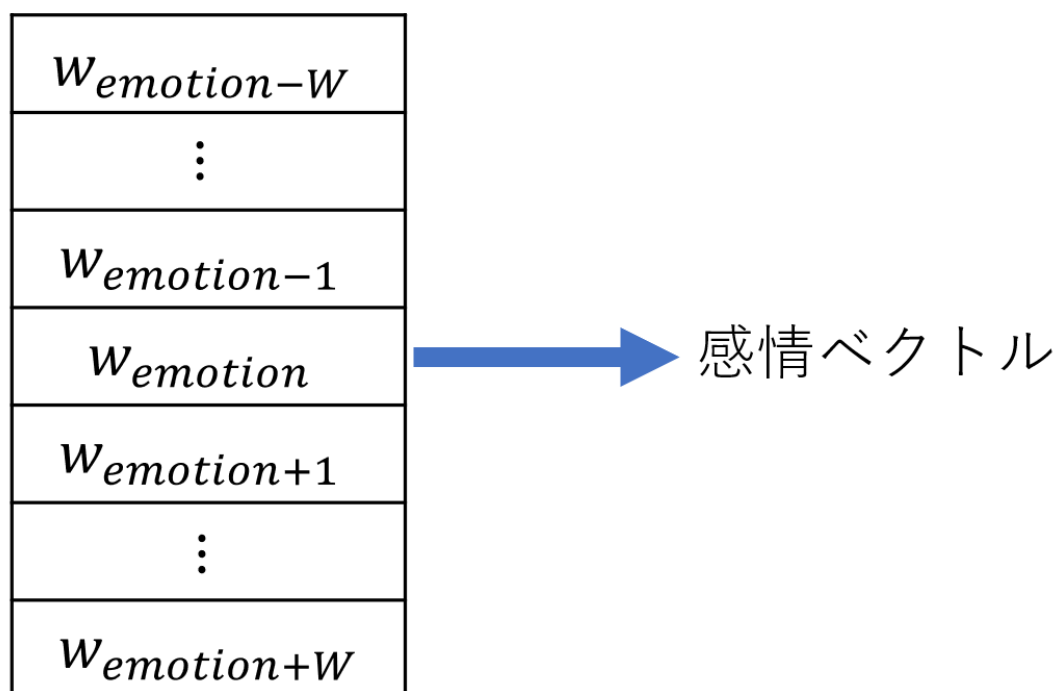 w_{emotion−W}
⋮
w_{emotion−1}
w_{emotion}
感情ベクトル
w_{emotion+1}
⋮
w_{emotion+W}